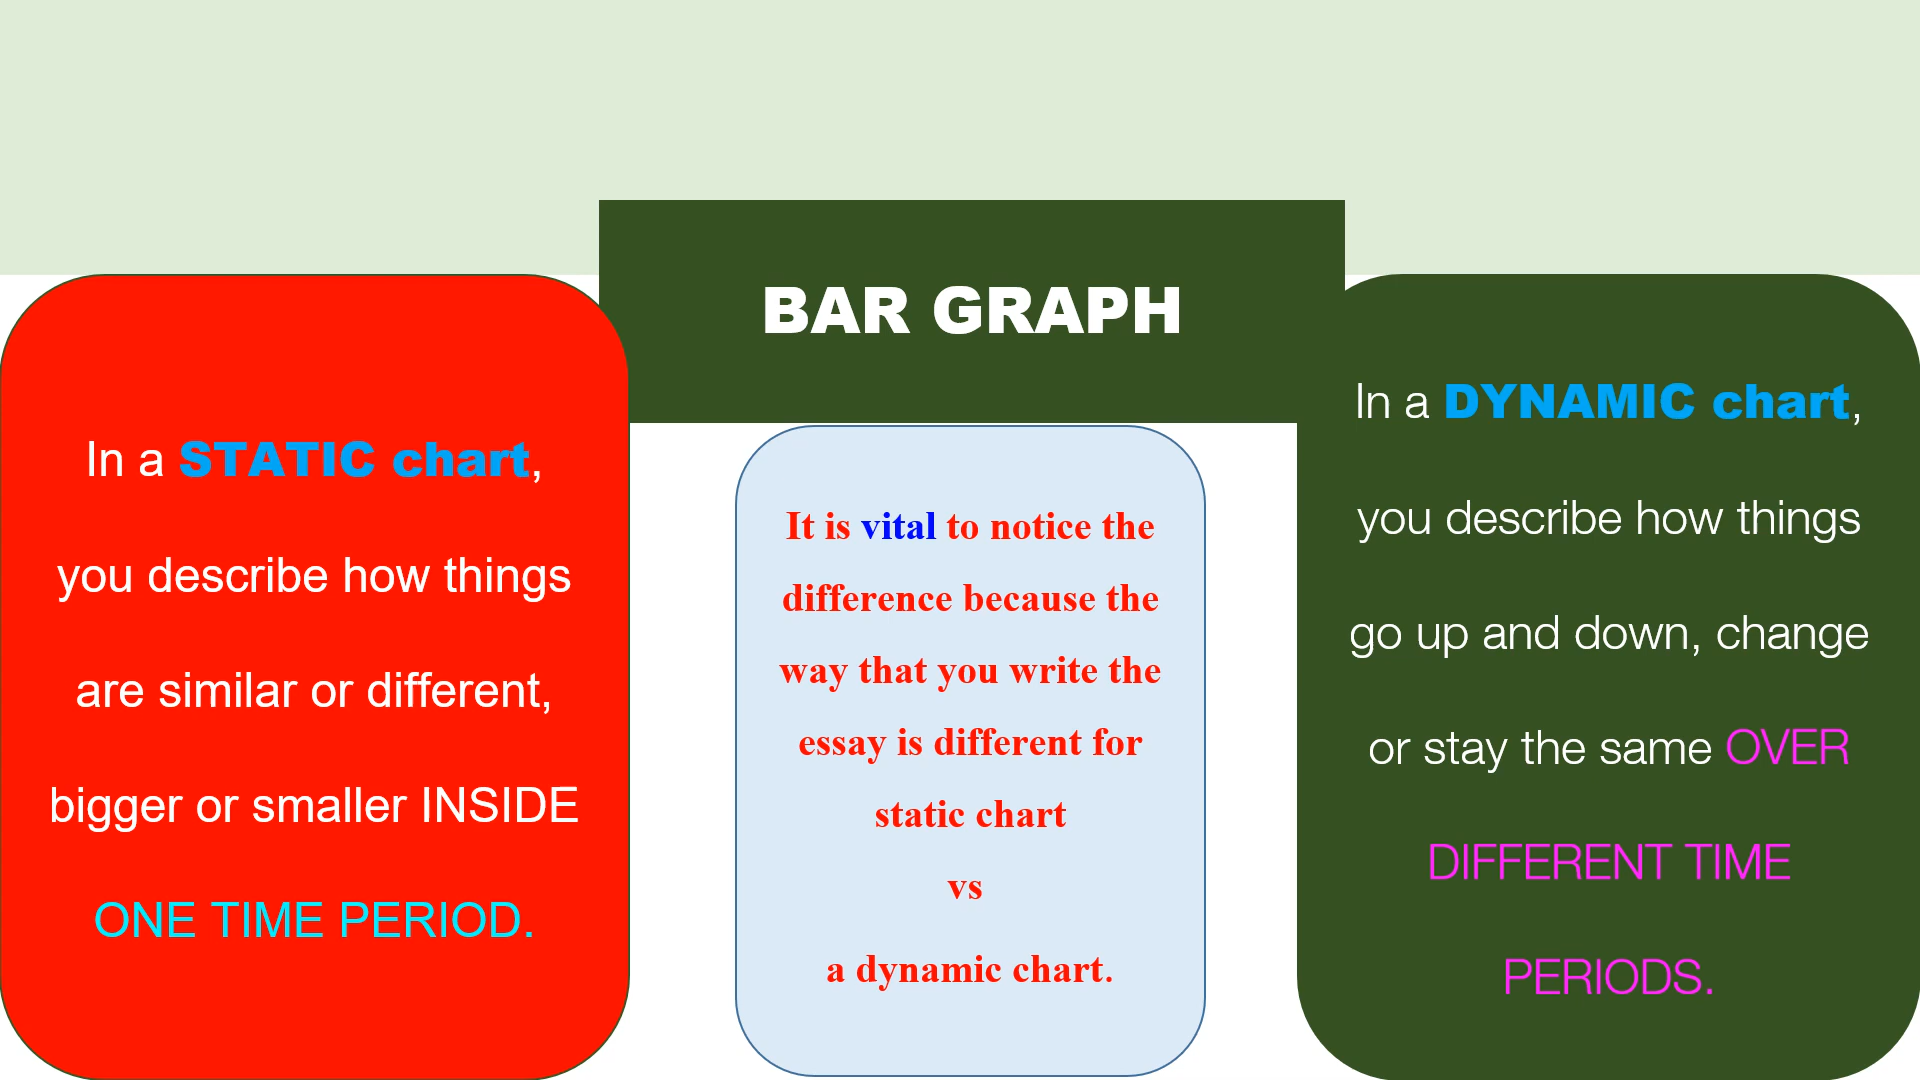 BAR GRAPH
In a STATIC chart,
you describe how things
are similar or different,
bigger or smaller INSIDE
ONE TIME PERIOD.
It is vital to notice the
difference because the
way that you write the
essay is different for
static chart
vs
a dynamic chart.
In a DYNAMIC chart,
you describe how things
go up and down, change
or stay the same OVER
DIFFERENT TIME
PERIODS.